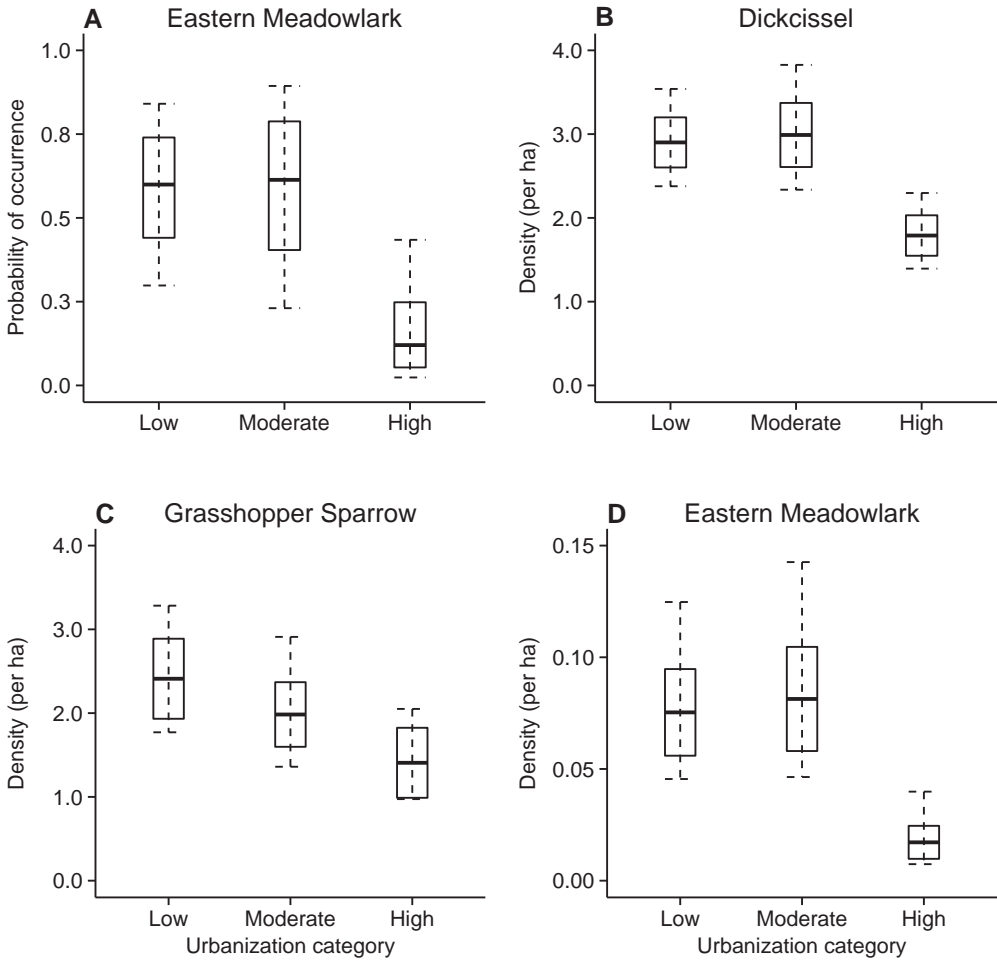 A Eastern Meadowlark
Probability of occurrence
1.0
0.8
0.5
0.3
0.0
Low Moderate High
B Dickcissel
Density (per ha)
4.0
3.0
2.0
1.0
0.0
Low Moderate High
C Grasshopper Sparrow
Density (per ha)
4.0
3.0
2.0
1.0
0.0
Low Moderate High
Urbanization category
D Eastern Meadowlark
Density (per ha)
0.15
0.10
0.05
0.00
Low Moderate High
Urbanization category